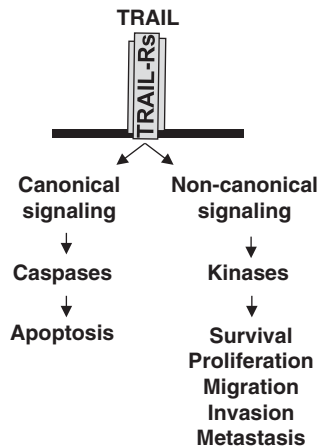 TRAIL
TRAIL-Rs
Canonical
signaling
Non-canonical
signaling
Caspases
Kinases
Apoptosis
Survival
Proliferation
Migration
Invasion
Metastasis